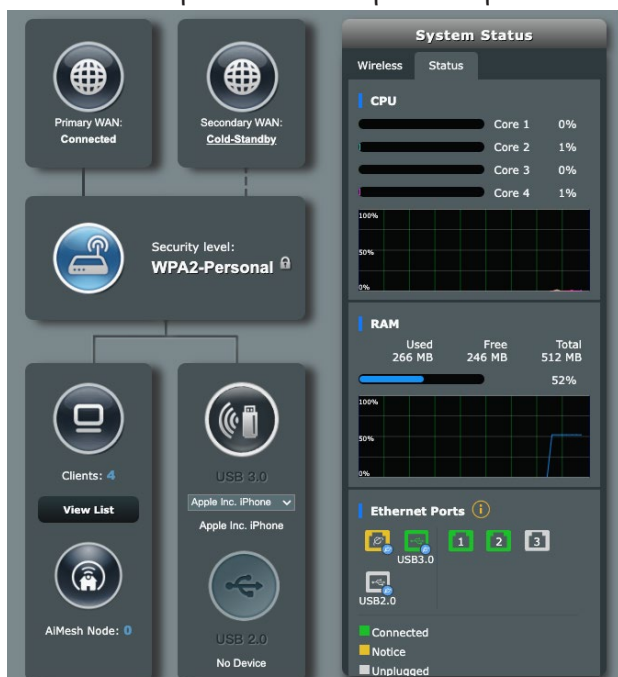 Primary WAN:
Connected
Secondary WAN:
Cold-Standby
Security level:
WPA2-Personal
Clients: 4
View List
AiMesh Node: 0
USB 3.0
Apple Inc. iPhone
Apple Inc. iPhone
USB 2.0
No Device
System Status
Wireless Status
CPU
Core 1 0%
Core 2 1%
Core 3 0%
Core 4 1%
100%
50%
0%
RAM
Used Free Total
266 MB 246 MB 512 MB
52%
100%
50%
0%
Ethernet Ports i
1 2 3
USB3.0
USB2.0
Connected
Notice
Unplugged